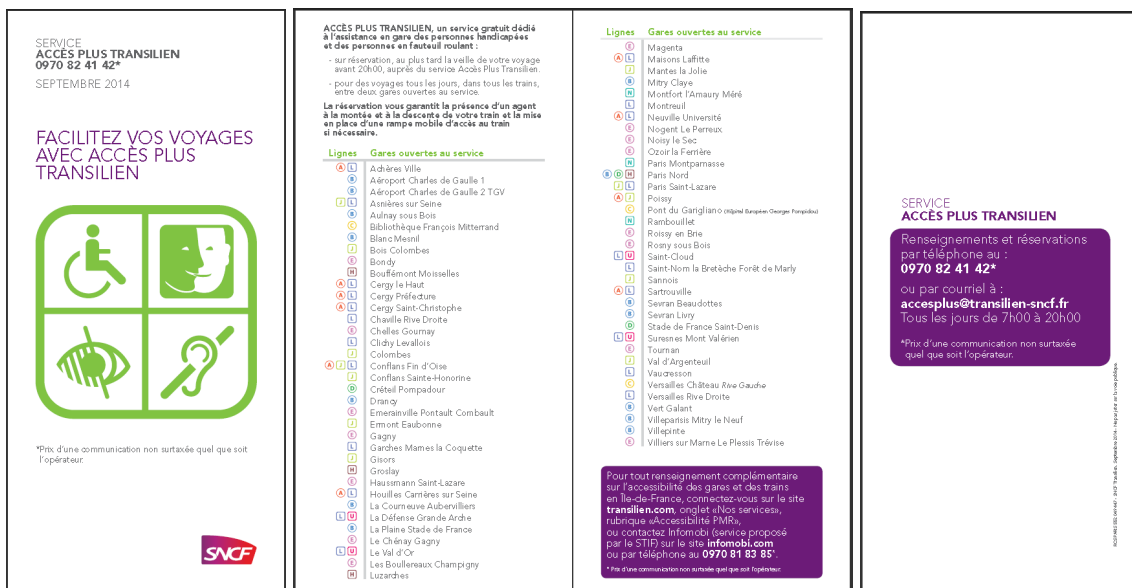 SERVICE
ACCÈS PLUS TRANSILIEN
0970 82 41 42*
SEPTEMBRE 2014
FACILITEZ VOS VOYAGES
AVEC ACCÈS PLUS
TRANSILIEN
*Prix d'une communication non surtaxée quel que soit
l'opérateur.
SNCF
ACCÈS PLUS TRANSILIEN, un service gratuit dédié
à l'assistance en gare des personnes handicapées
et des personnes en fauteuil roulant :
- sur réservation, au plus tard la veille de votre voyage
avant 20h00, auprès du service Accès Plus Transilien.
- pour des voyages tous les jours, dans tous les trains,
entre deux gares ouvertes au service.
La réservation vous garantit la présence d'un agent
à la montée et à la descente de votre train et la mise
en place d'une rampe mobile d'accès au train
si nécessaire.
Lignes Gares ouvertes au service
A L Achères Ville
B Aéroport Charles de Gaulle 1
B Aéroport Charles de Gaulle 2 TGV
J L Asnières sur Seine
B Aulnay sous Bois
C Bibliothèque François Mitterrand
B Blanc Mesnil
J Bois Colombes
E Bondy
H Bouffémont Moisselles
A L Cergy le Haut
A L Cergy Préfecture
A L Cergy Saint-Christophe
L Chaville Rive Droite
E Chelles Gournay
L Clichy Levallois
J Colombes
A J L Conflans Fin d'Oise
J Conflans Sainte-Honorine
D Créteil Pompadour
B Drancy
E Emerainville Pontault Combault
J Ermont Eaubonne
E Gagny
L Garches Marnes la Coquette
J Gisors
H Groslay
E Haussmann Saint-Lazare
A L Houilles Carrières sur Seine
B La Courneuve Aubervilliers
L U La Défense Grande Arche
B La Plaine Stade de France
E Le Chénay Gagny
L U Le Val d'Or
E Les Boullereaux Champigny
H Luzarches
Lignes Gares ouvertes au service
E Magenta
A L Maisons Laffitte
J Mantes la Jolie
B Mitry Claye
N Montfort l'Amaury Méré
L Montreuil
A L Neuville Université
E Nogent Le Perreux
E Noisy le Sec
E Ozoir la Ferrière
N Paris Montparnasse
B D H Paris Nord
J L Paris Saint-Lazare
A J Poissy
C Pont du Garigliano (Hôpital Européen Georges Pompidou)
N Rambouillet
E Roissy en Brie
E Rosny sous Bois
L U Saint-Cloud
L Saint-Nom la Bretèche Forêt de Marly
J Sannois
A L Sartrouville
B Sevran Beaudottes
B Sevran Livry
D Stade de France Saint-Denis
L U Suresnes Mont Valérien
E Tournan
J Val d'Argenteuil
L Vaucresson
C Versailles Château Rive Gauche
L Versailles Rive Droite
B Vert Galant
B Villeparisis Mitry le Neuf
B Villepinte
E Villiers sur Marne Le Plessis Trévise
Pour tout renseignement complémentaire
sur l'accessibilité des gares et des trains
en Île-de-France, connectez-vous sur le site
transilien.com, onglet «Nos services»,
rubrique «Accessibilité PMR»,
ou contactez Infomobi (service proposé
par le STIF) sur le site infomobi.com
ou par téléphone au 0970 81 83 85*.
* Prix d'une communication non surtaxée quel que soit l'opérateur.
SERVICE
ACCÈS PLUS TRANSILIEN
Renseignements et réservations
par téléphone au :
0970 82 41 42*
ou par courriel à :
accesplus@transilien-sncf.fr
Tous les jours de 7h00 à 20h00
*Prix d'une communication non surtaxée
quel que soit l'opérateur.
SNCF Transilien - Septembre 2014 - Ne pas jeter sur la voie publique